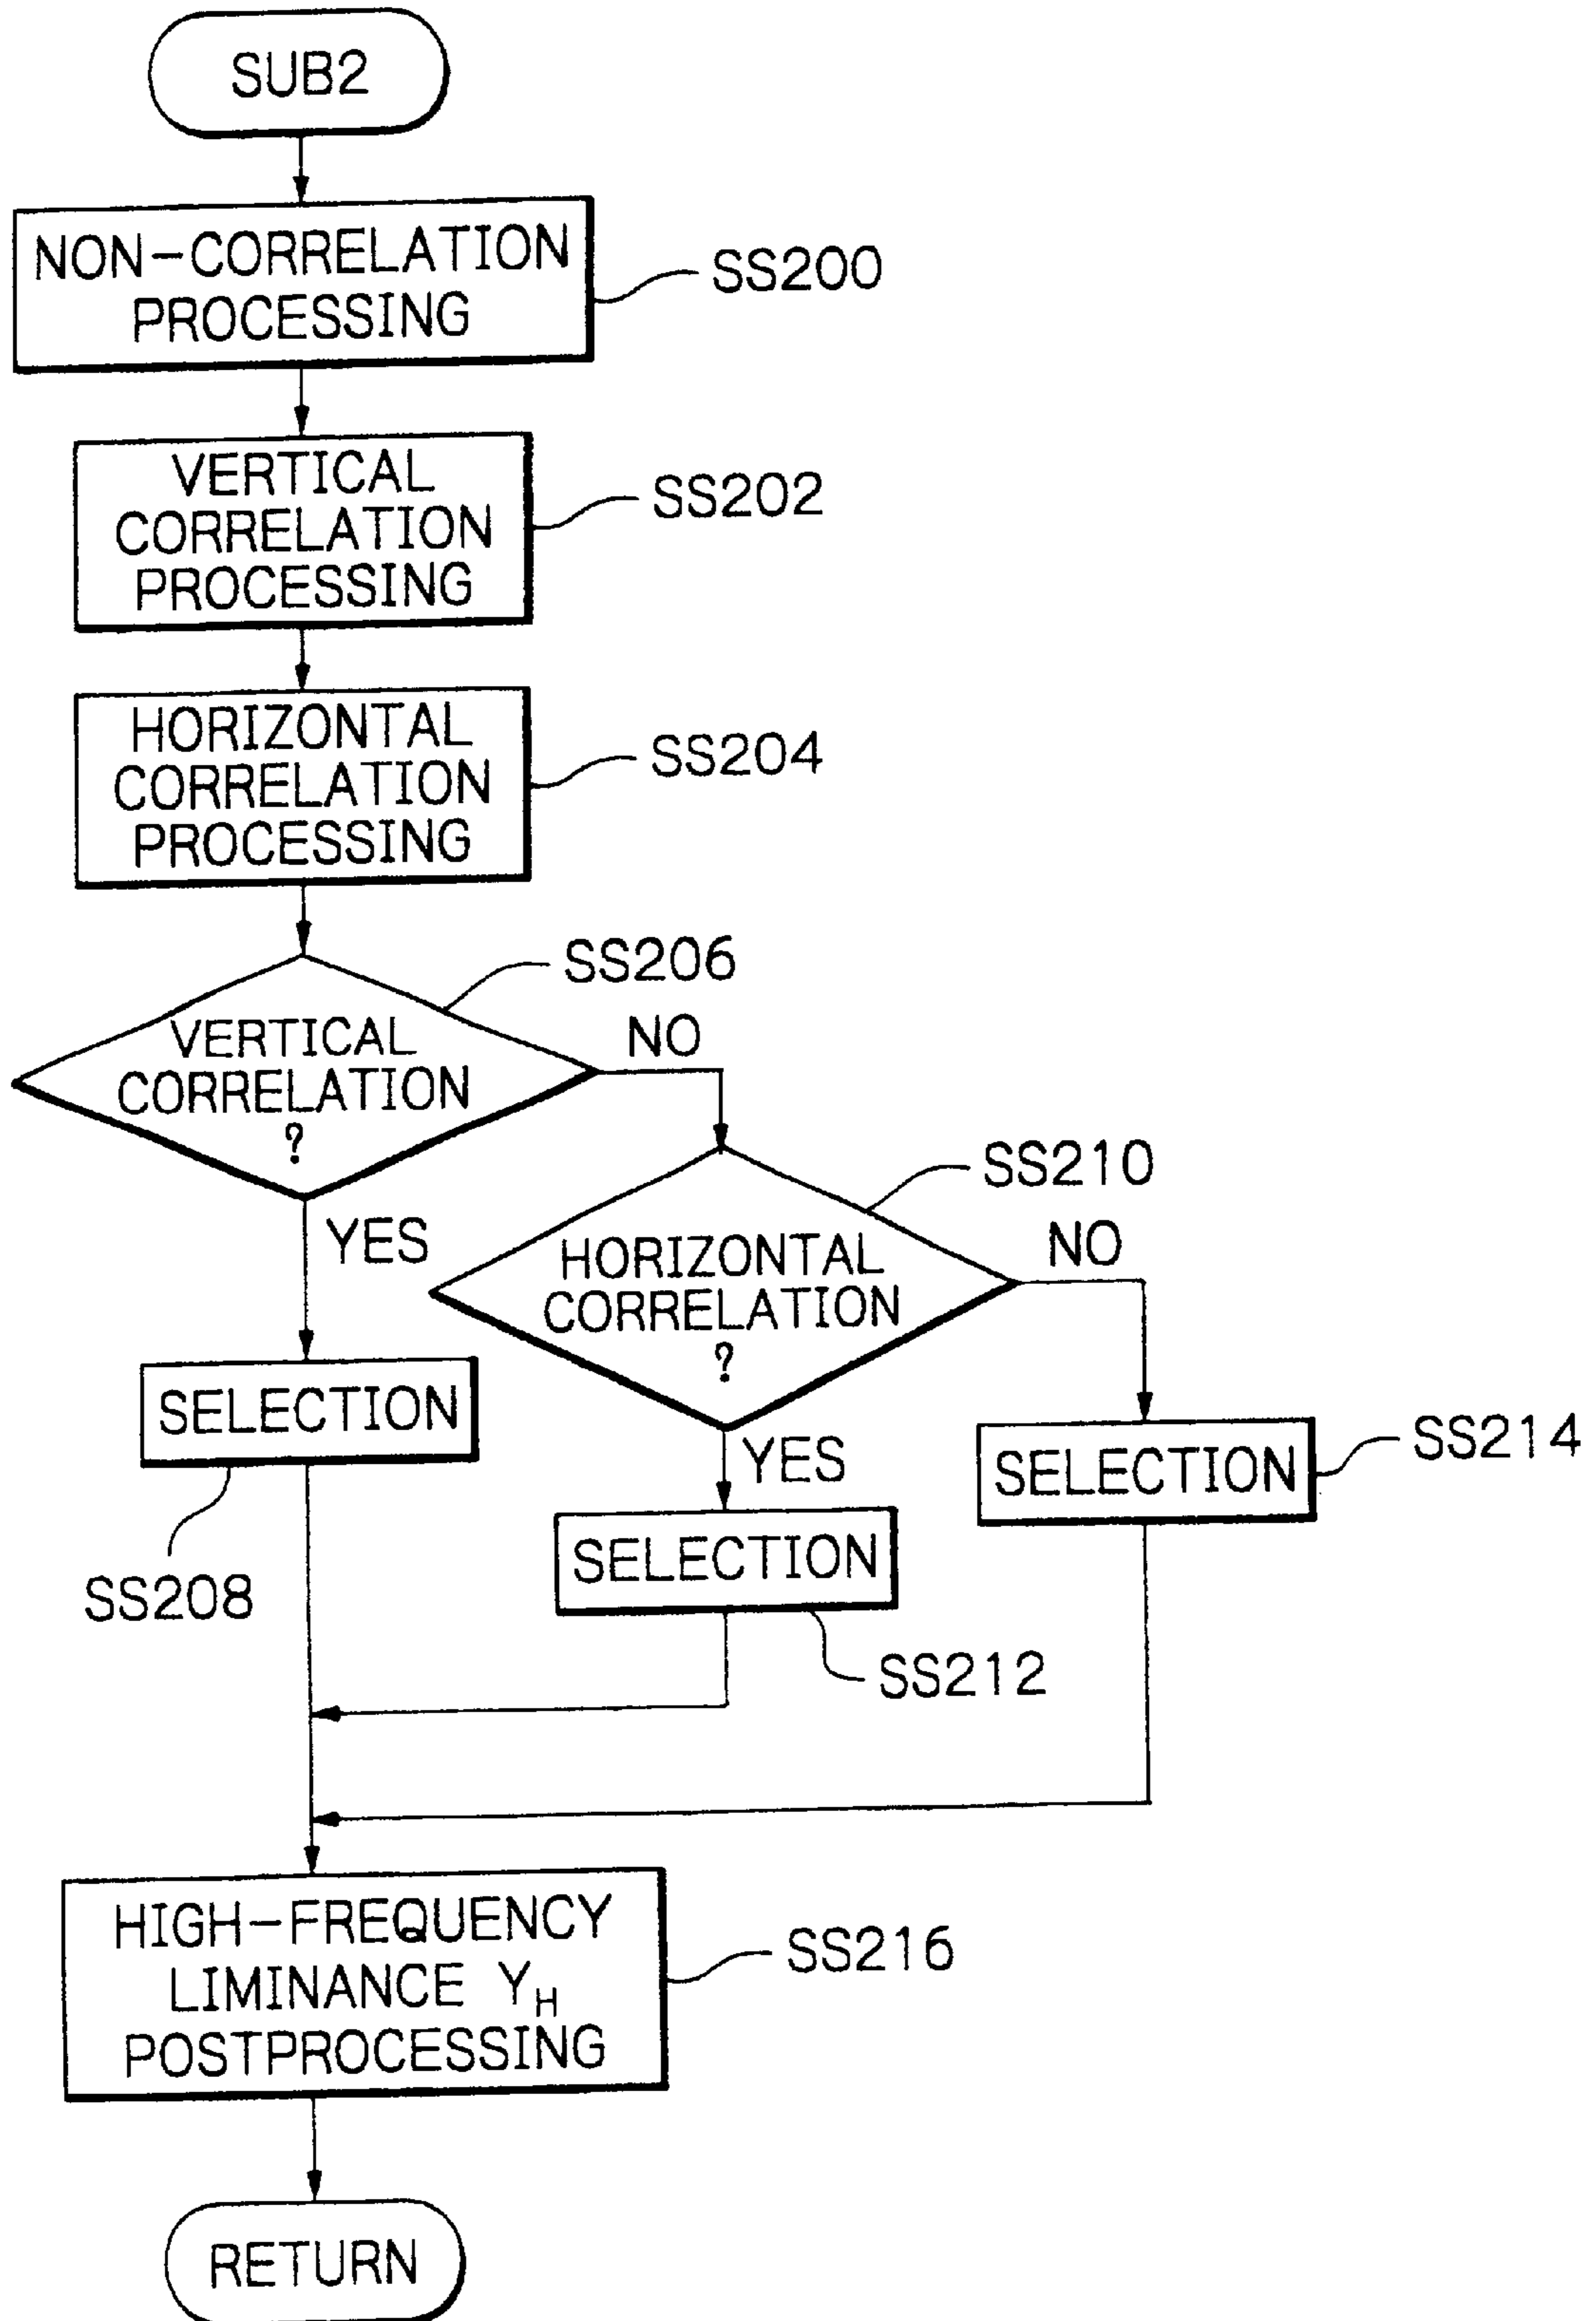 SUB2
NON-CORRELATION
PROCESSING
SS200
VERTICAL
CORRELATION
PROCESSING
SS202
HORIZONTAL
CORRELATION
PROCESSING
SS204
SS206
VERTICAL
CORRELATION
?
NO
YES
SS210
HORIZONTAL
CORRELATION
?
NO
YES
SELECTION
SS208
SELECTION
SS212
SELECTION
SS214
HIGH-FREQUENCY
LIMINANCE YH
POSTPROCESSING
SS216
RETURN